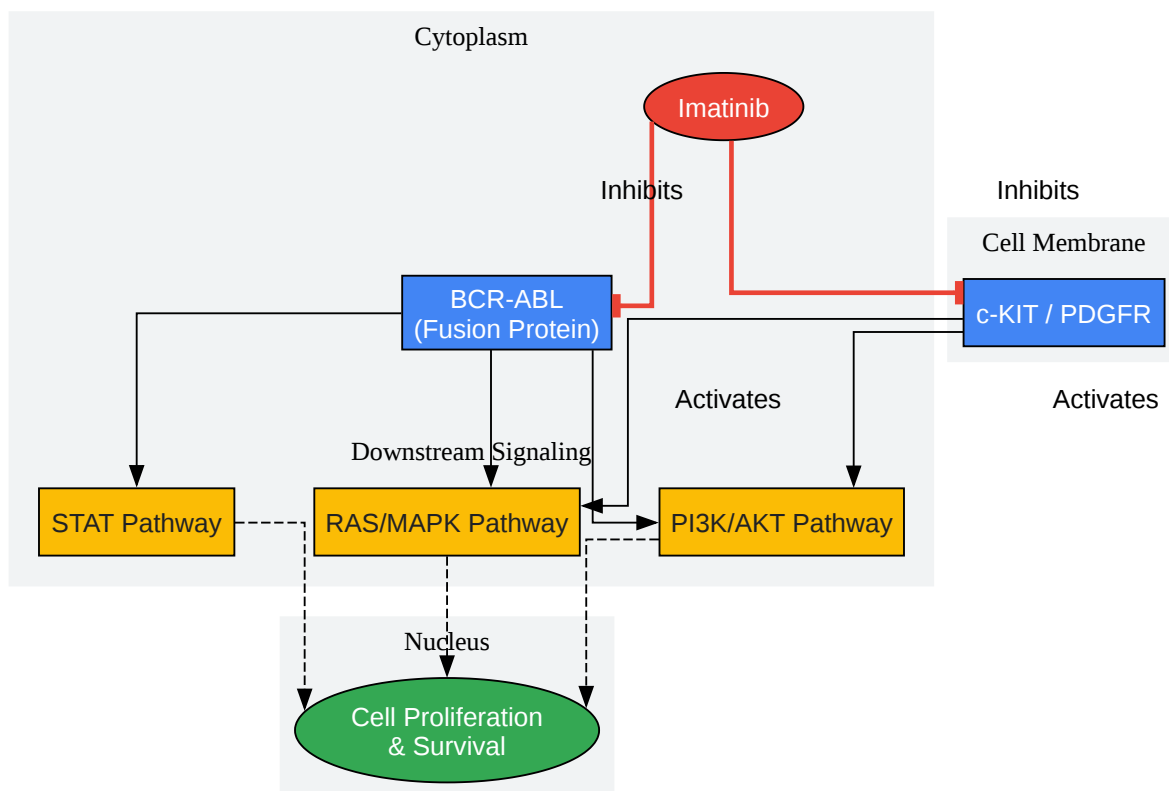 Cytoplasm
Imatinib
Inhibits
Inhibits
Cell Membrane
BCR-ABL
(Fusion Protein)
c-KIT / PDGFR
Activates
Activates
Downstream Signaling
STAT Pathway
RAS/MAPK Pathway
PI3K/AKT Pathway
Nucleus
Cell Proliferation
& Survival